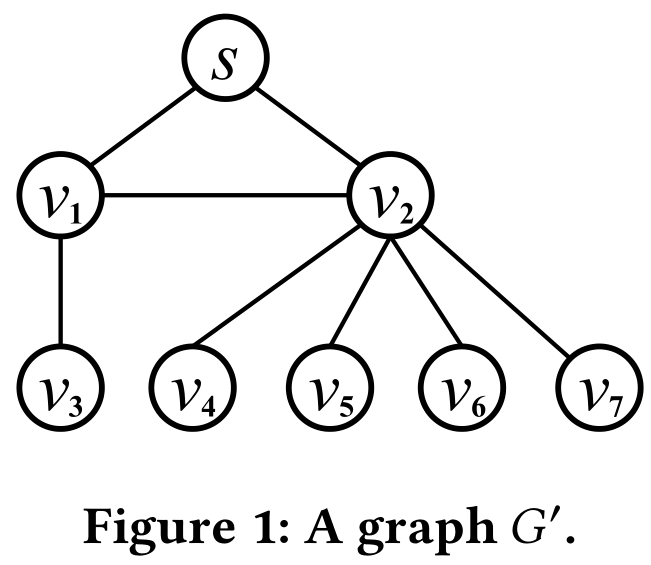 s
v₁ v₂
v₃ v₄ v₅ v₆ v₇
Figure 1: A graph G′.